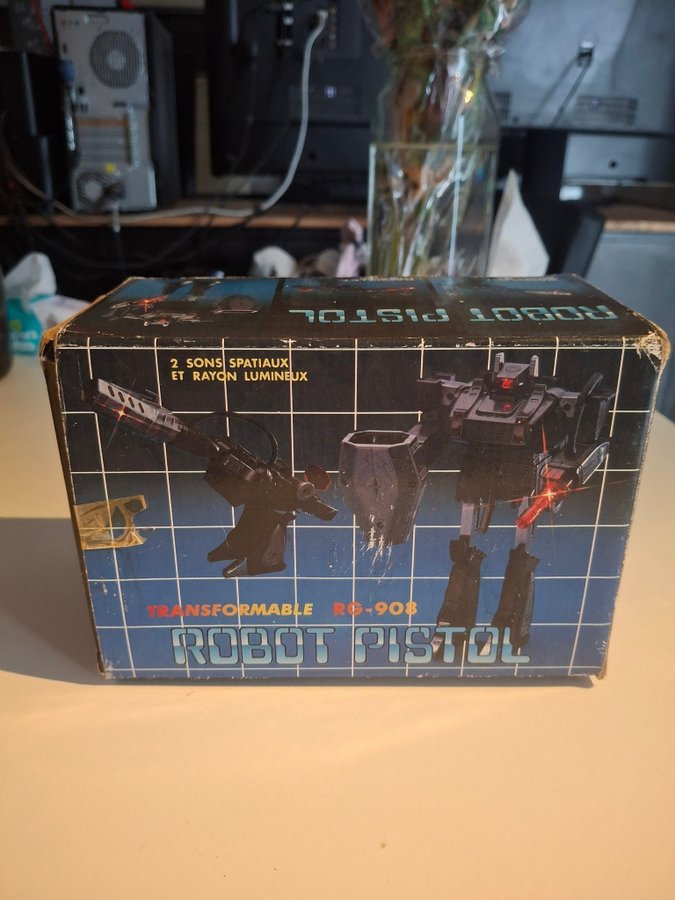 ROBOT PISTOL
2 SONS SPATIAUX
ET RAYON LUMINEUX
TRANSFORMABLE RG-908
ROBOT PISTOL